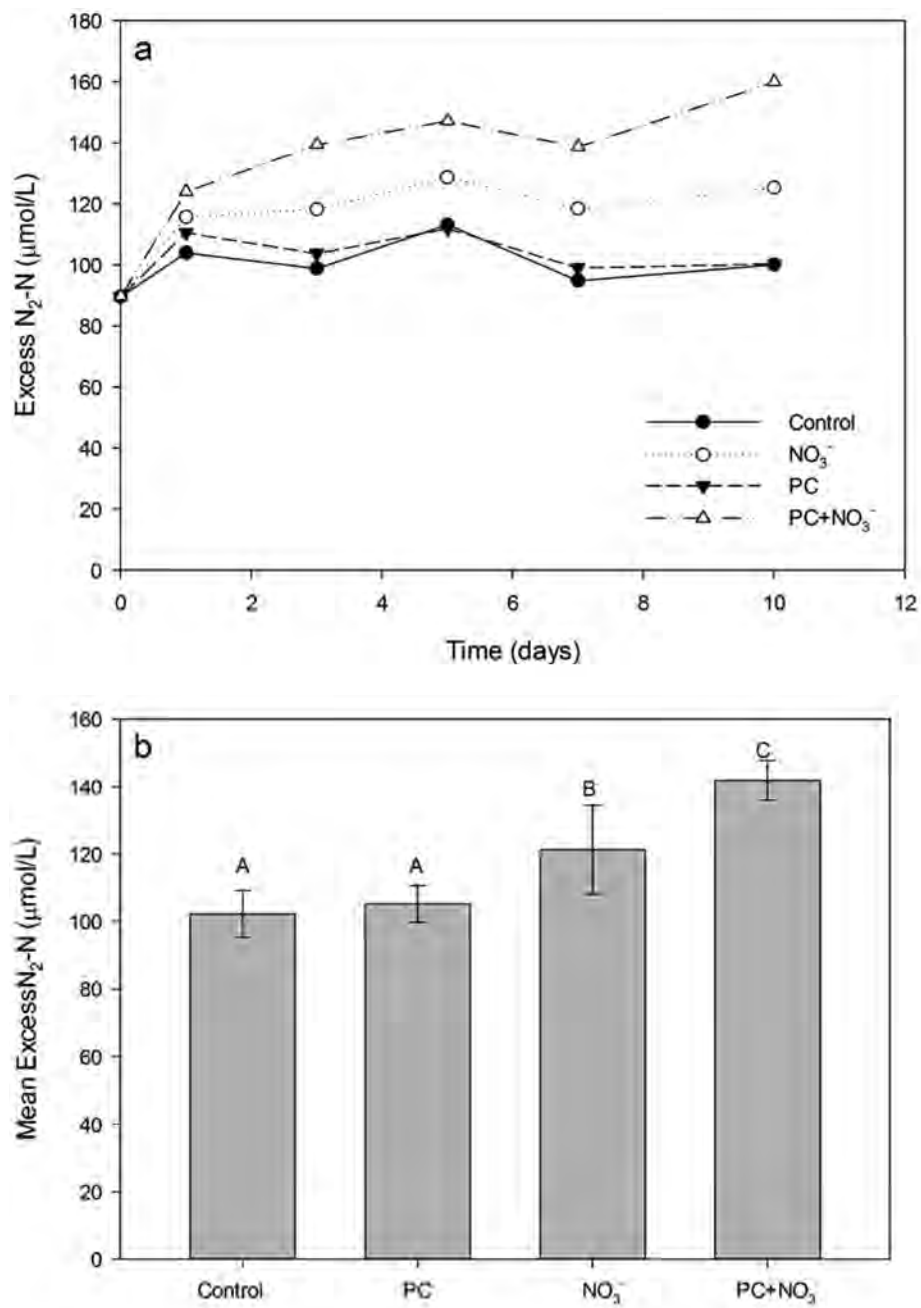 a
Excess N₂-N (µmol/L)
180
160
140
120
100
80
60
40
20
0
Control
NO₃⁻
PC
PC+NO₃⁻
0 2 4 6 8 10 12
Time (days)
b
Mean ExcessN₂-N (µmol/L)
160
140
120
100
80
60
40
20
0
A A B C
Control PC NO₃⁻ PC+NO₃⁻